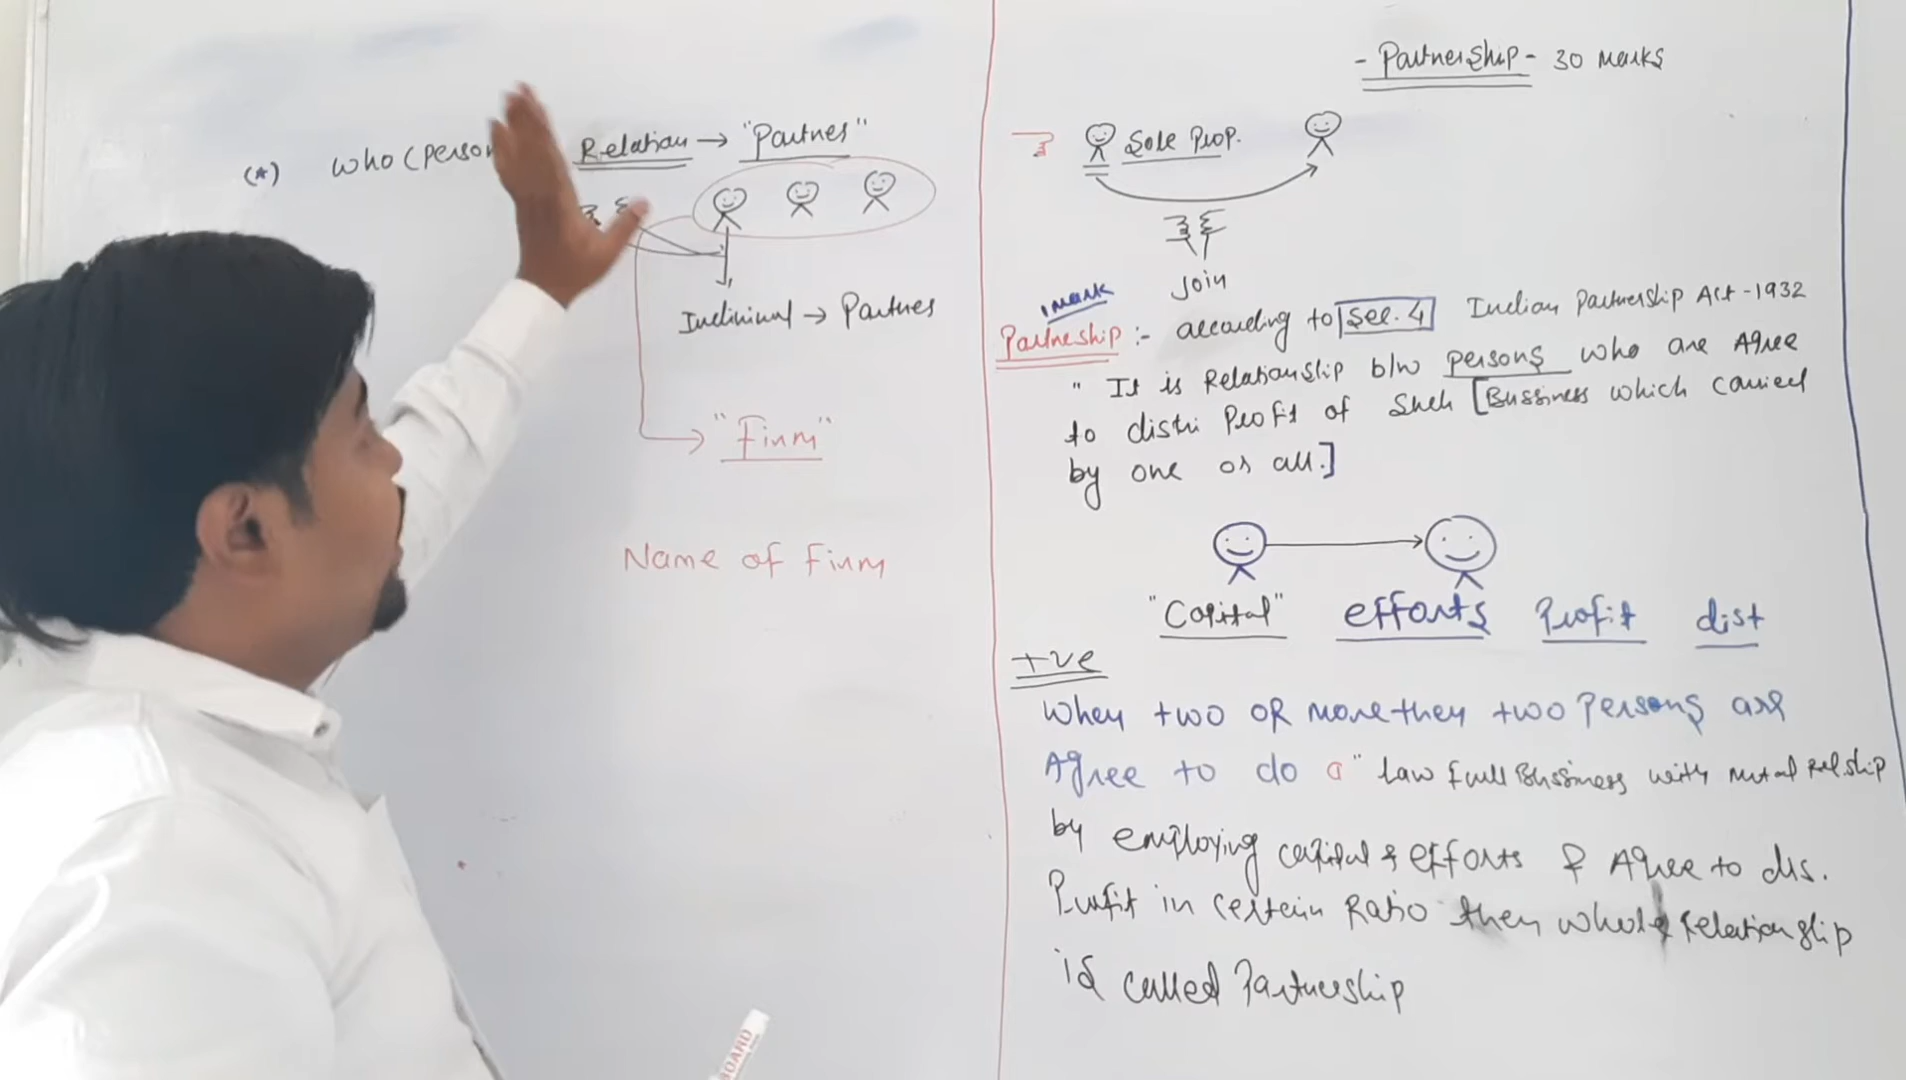 (*) Who (person Relation → "Partner"
Individual → Partner
"Firm"
Name of Firm
- Partnership - 30 Marks
Sole Prop.
Join
1 Mark
Partneship :- according to Sec. 4 Indian Partnership Act - 1932
" It is Relationship b/w persons who are Agree
to distri Profit of Such [Bussiness which carried
by one or all.]
"Capital" efforts Profit dist
+ve
When two OR more then two Persons are
Agree to do a " law full Bussiness with mutal Relship
by employing capital & efforts & Agree to dis.
Profit in certain Ratio then whole Relationship
is called Partnership
BOARD